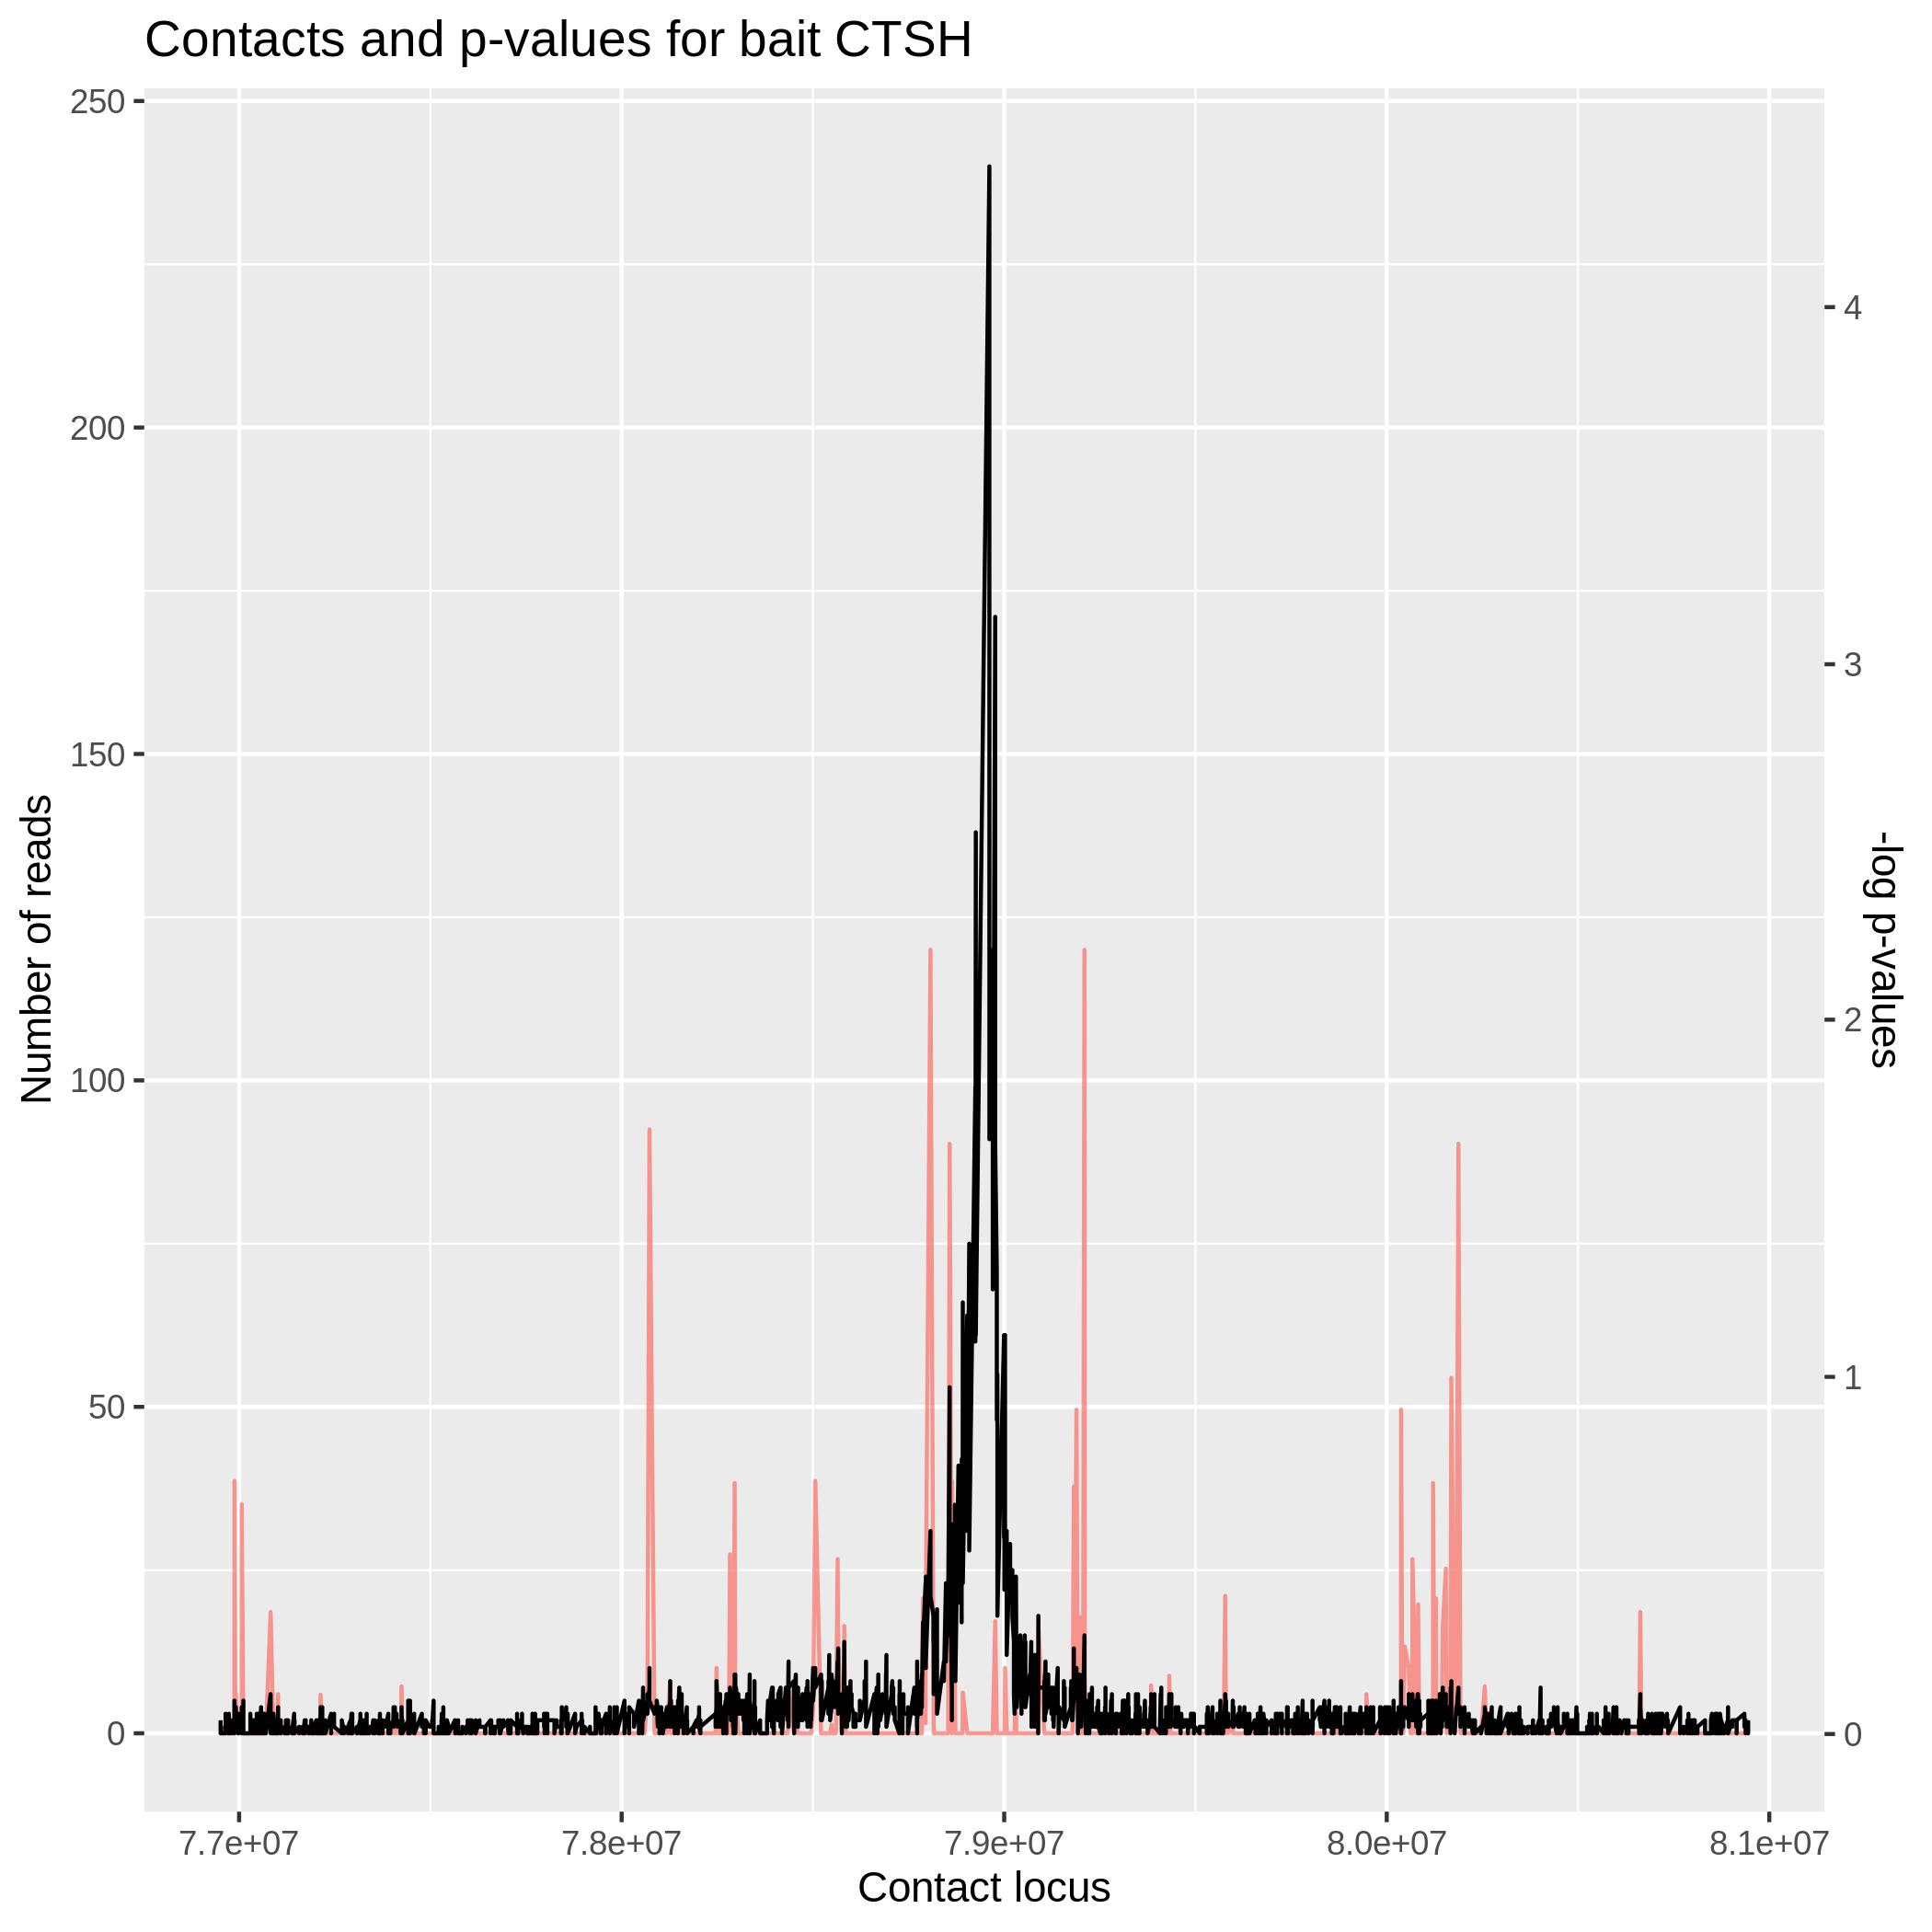 Contacts and p-values for bait CTSH
250
200
150
100
50
0
Number of reads
4
3
2
1
0
-log p-values
7.7e+07 7.8e+07 7.9e+07 8.0e+07 8.1e+07
Contact locus